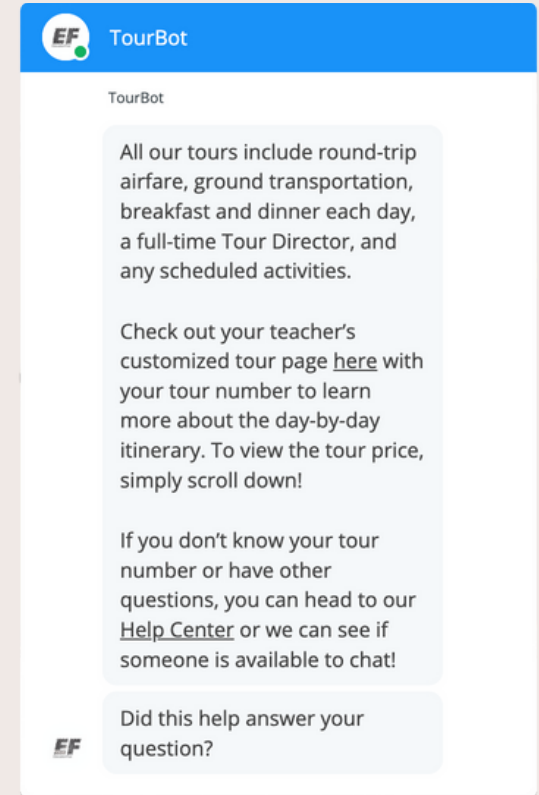 EF TourBot
TourBot
All our tours include round-trip
airfare, ground transportation,
breakfast and dinner each day,
a full-time Tour Director, and
any scheduled activities.
Check out your teacher’s
customized tour page here with
your tour number to learn
more about the day-by-day
itinerary. To view the tour price,
simply scroll down!
If you don’t know your tour
number or have other
questions, you can head to our
Help Center or we can see if
someone is available to chat!
Did this help answer your
EF question?